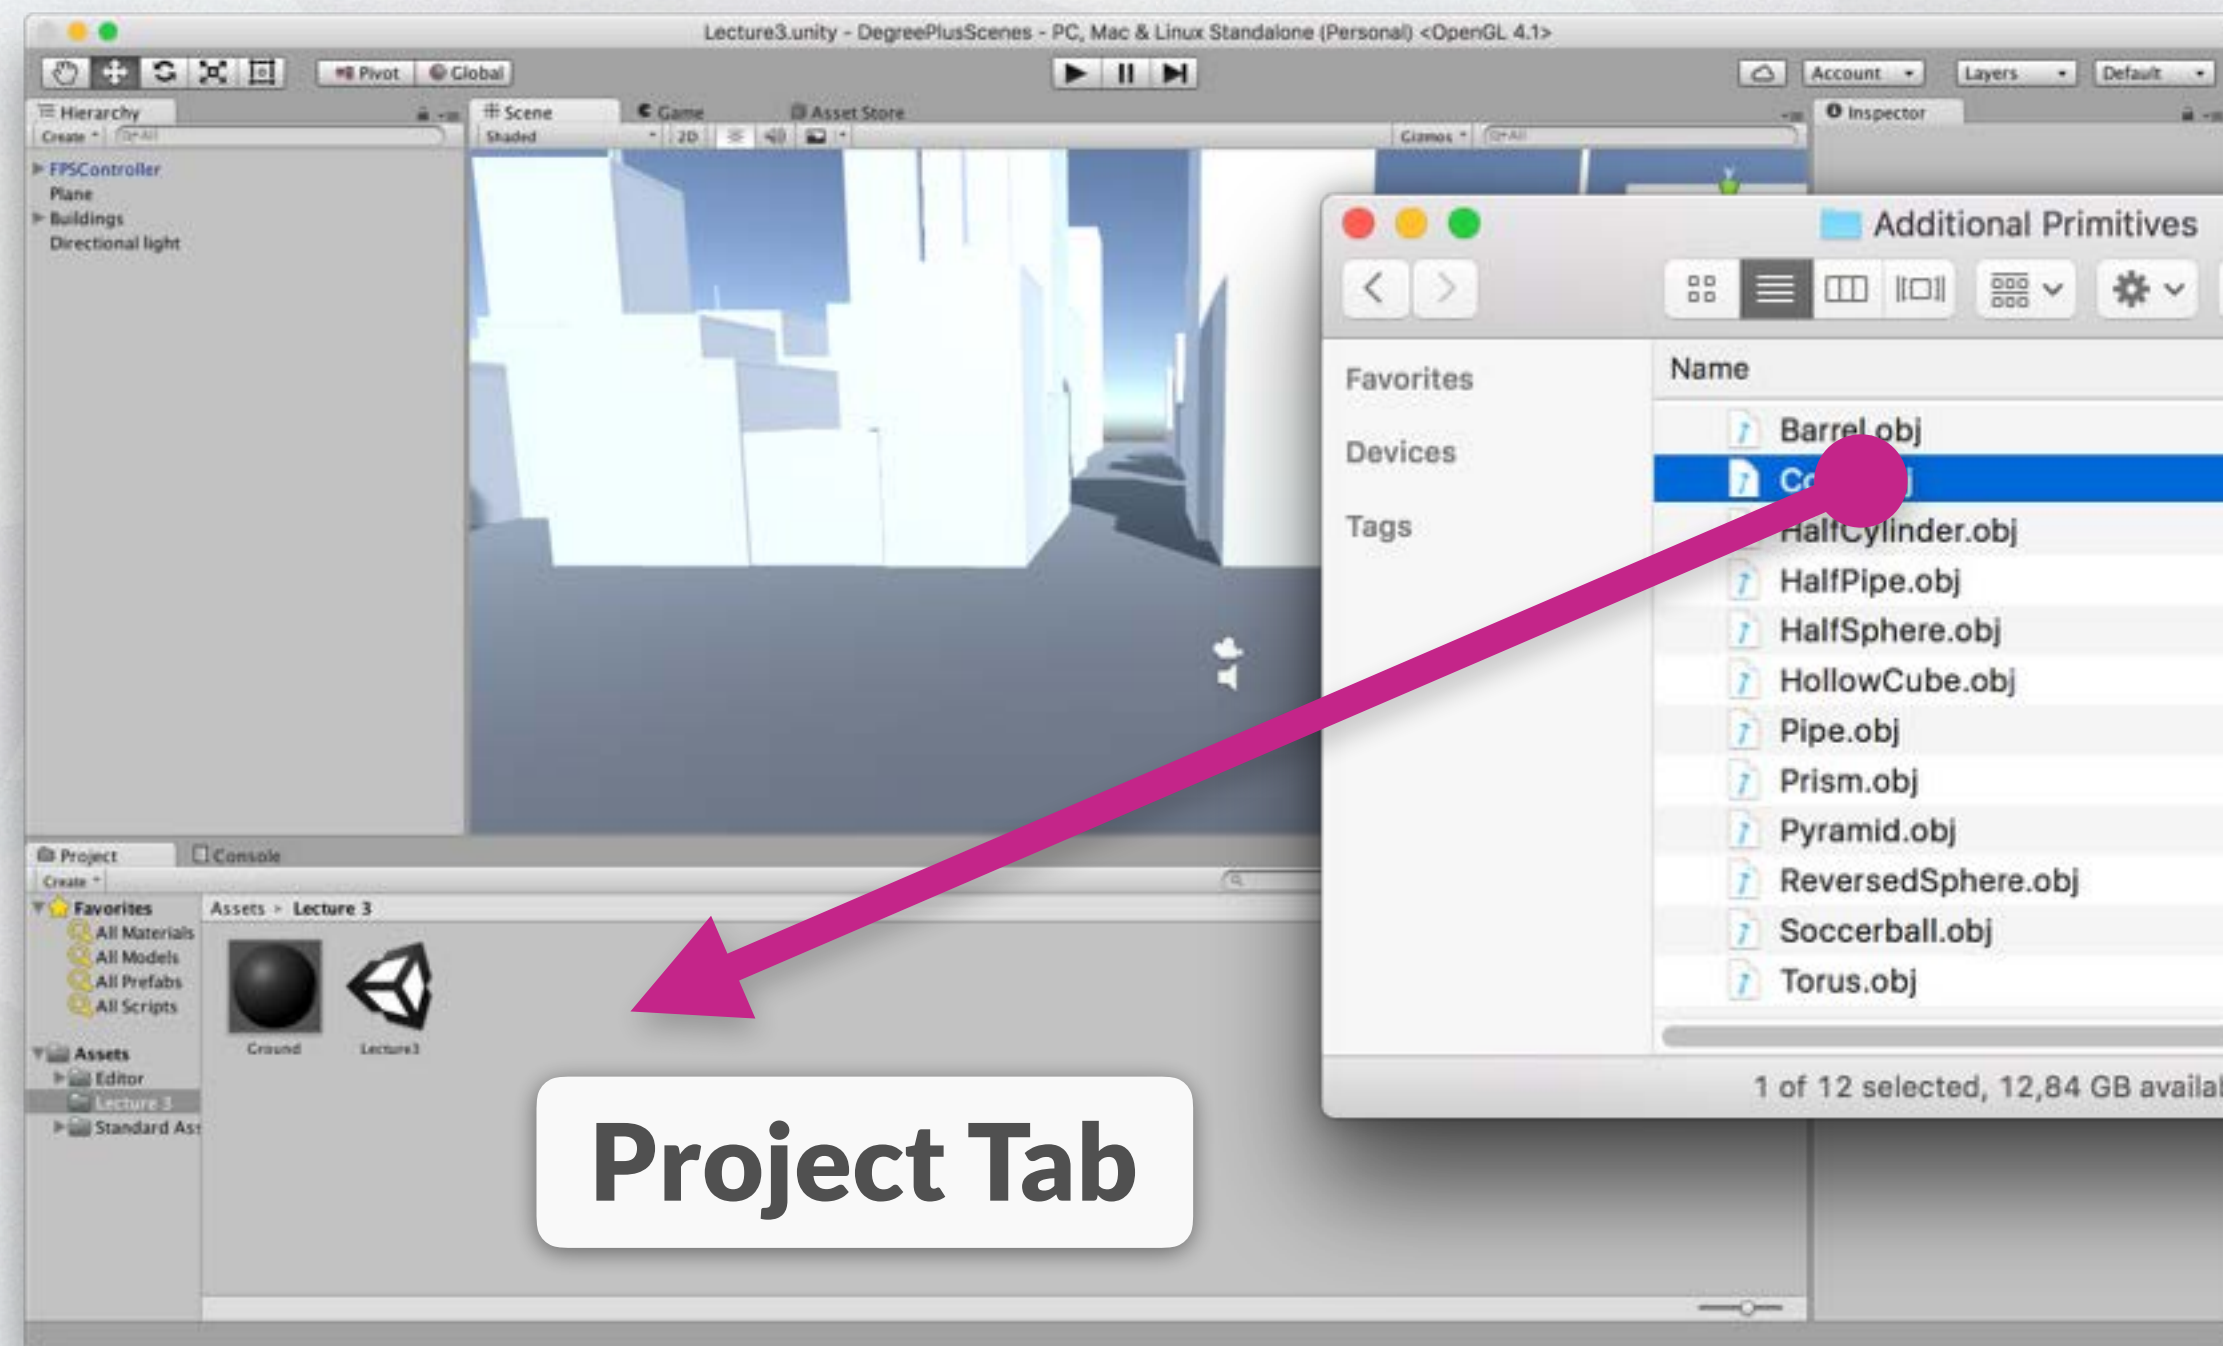 Lecture3.unity - DegreePlusScenes - PC, Mac & Linux Standalone (Personal) <OpenGL 4.1>
Pivot Global
Account Layers Default
Hierarchy
Create
FPSController
Plane
Buildings
Directional light
Scene Game Asset Store
Shaded 2D Gizmos
Inspector
Y
Additional Primitives
Favorites
Devices
Tags
Name
Barrel.obj
HalfCylinder.obj
HalfPipe.obj
HalfSphere.obj
HollowCube.obj
Pipe.obj
Prism.obj
Pyramid.obj
ReversedSphere.obj
Soccerball.obj
Torus.obj
1 of 12 selected, 12,84 GB availab
Project Console
Create
Favorites
All Materials
All Models
All Prefabs
All Scripts
Assets
Editor
Lecture 3
Standard Ass
Assets Lecture 3
Ground Lecture3
Project Tab